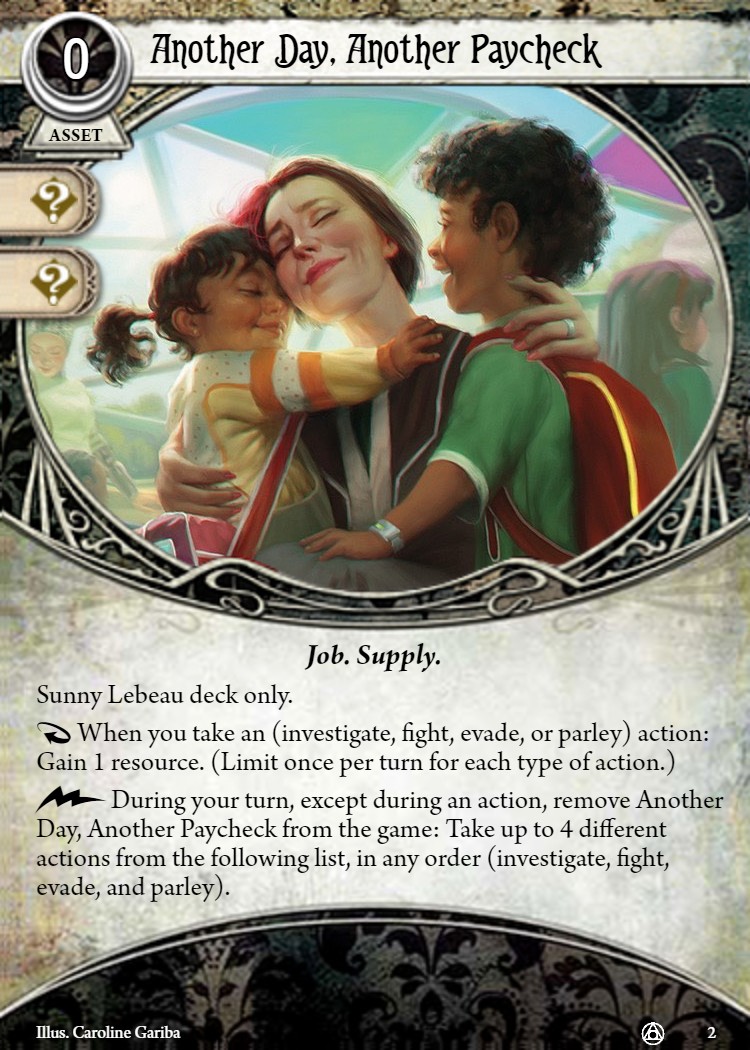 0
Another Day, Another Paycheck
ASSET
?
?
Job. Supply.
Sunny Lebeau deck only.
When you take an (investigate, fight, evade, or parley) action:
Gain 1 resource. (Limit once per turn for each type of action.)
During your turn, except during an action, remove Another
Day, Another Paycheck from the game: Take up to 4 different
actions from the following list, in any order (investigate, fight,
evade, and parley).
Illus. Caroline Gariba
2